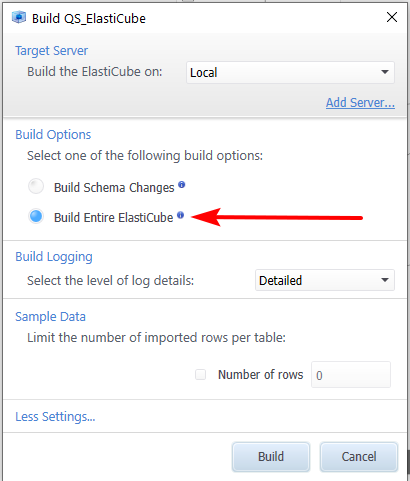 Build QS_ElastiCube
Target Server
Build the ElastiCube on: Local
Add Server...
Build Options
Select one of the following build options:
Build Schema Changes
Build Entire ElastiCube
Build Logging
Select the level of log details: Detailed
Sample Data
Limit the number of imported rows per table:
Number of rows 0
Less Settings...
Build Cancel